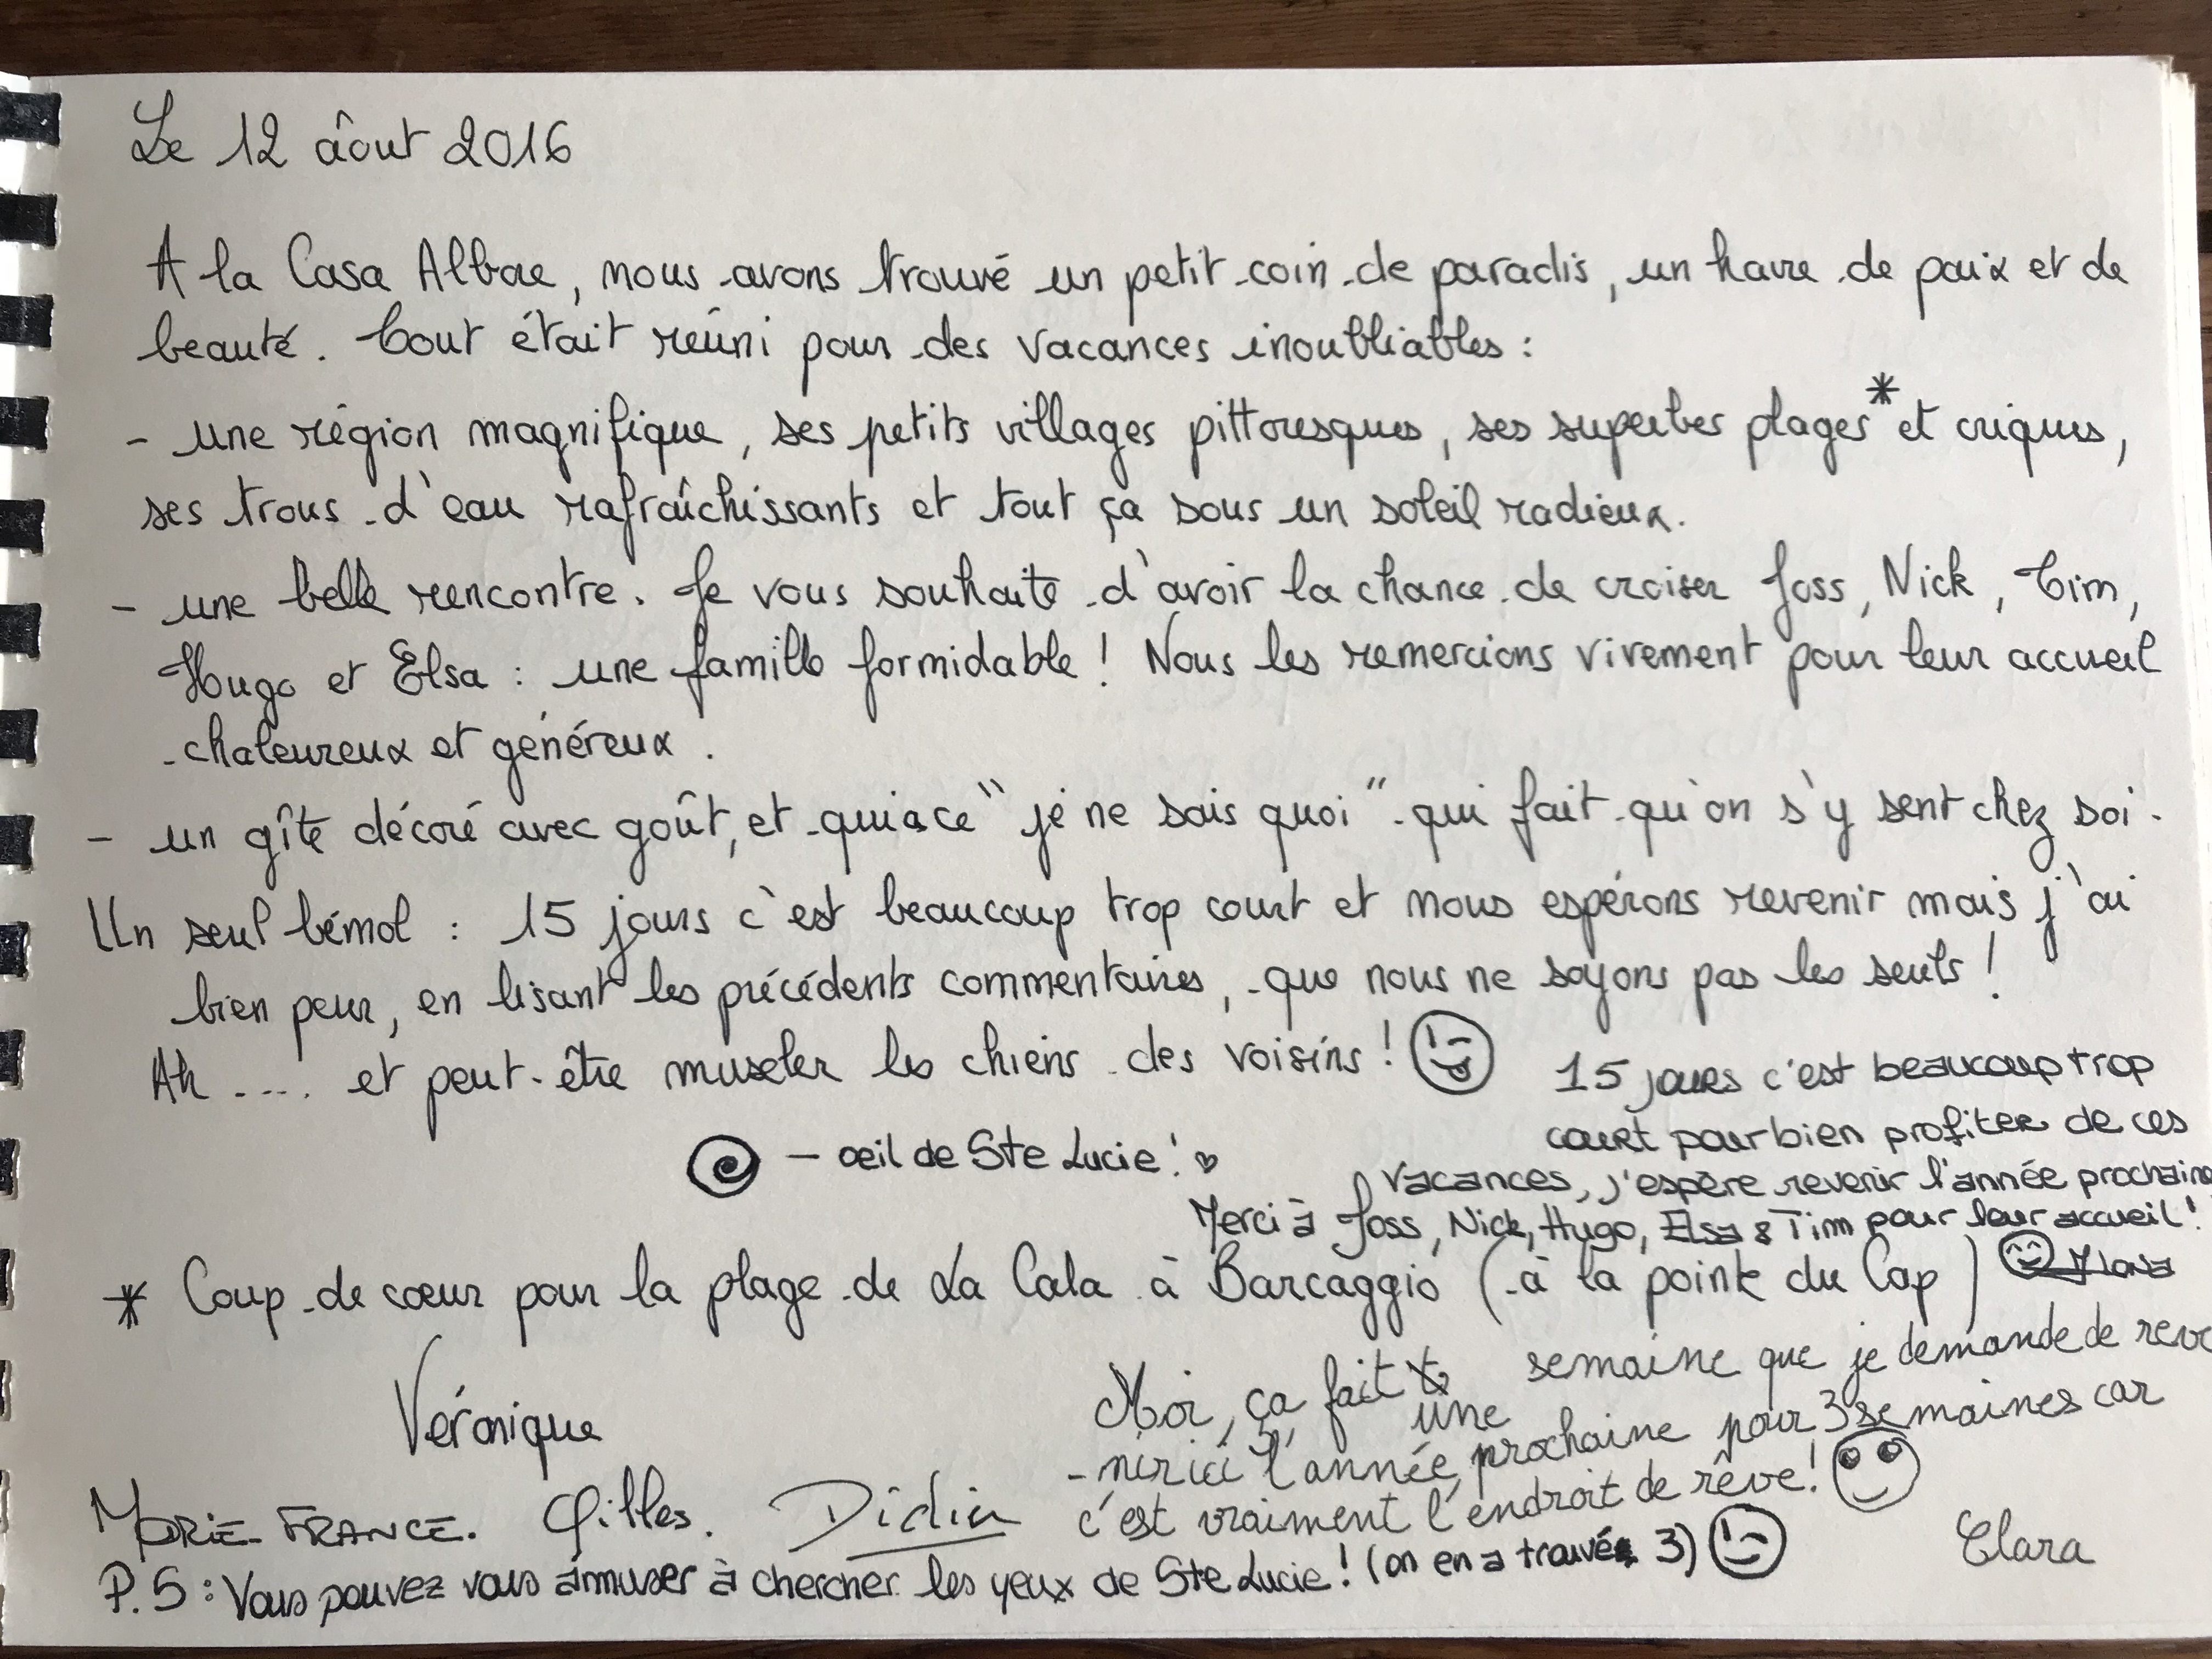 Le 12 âout 2016
A la Casa Albae, nous avons trouvé un petit coin de paradis, un havre de paix et de
beauté. Tout était réuni pour des vacances inoubliables :
- une région magnifique, ses petits villages pittoresques, ses superbes plages* et criques,
ses trous d'eau rafraîchissants et tout ça sous un soleil radieux.
- une belle rencontre. Je vous souhaite d'avoir la chance de croiser Joss, Nick, Tim,
Hugo et Elsa : une famille formidable ! Nous les remercions vivement pour leur accueil
chaleureux et généreux.
- un gîte décoré avec goût, et qui a ce "je ne sais quoi" qui fait qu'on s'y sent chez soi.
Un seul bémol : 15 jours c'est beaucoup trop court et nous espérons revenir mais j'ai
bien peur, en lisant les précédents commentaires, que nous ne soyons pas les seuls !
Ah .... et peut-être museler les chiens des voisins !
- oeil de Ste Lucie ! ♡
15 jours c'est beaucoup trop
court pour bien profiter de ces
vacances, j'espère revenir l'année prochaine
Merci à Joss, Nick, Hugo, Elsa & Tim pour leur accueil !
* Coup de cœur pour la plage de La Cala à Barcaggio (à la pointe du Cap)
Véronique
Moi, ça fait une semaine que je demande de reve
-nir ici l'année prochaine pour 3 semaines car
c'est vraiment l'endroit de rêve !
Clara
MARIE-FRANCE. Gilles. Didier
P.S : Vous pouvez vous amuser à chercher les yeux de Ste Lucie ! (on en a trouvé 3)